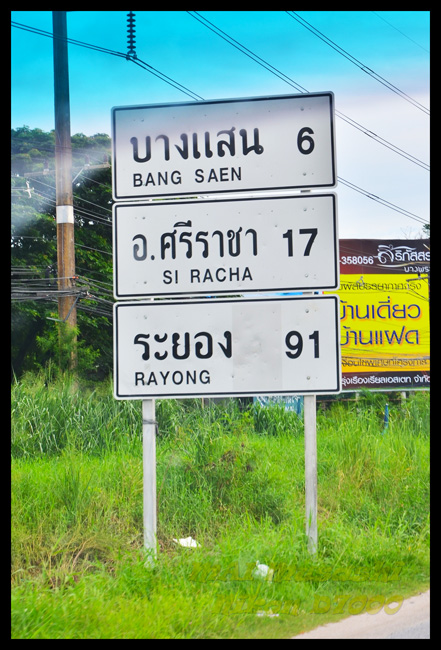 บางแสน 6
BANG SAEN
อ.ศรีราชา 17
SI RACHA
ระยอง 91
RAYONG
-358056
บ้านเดี่ยว
บ้านแฝด